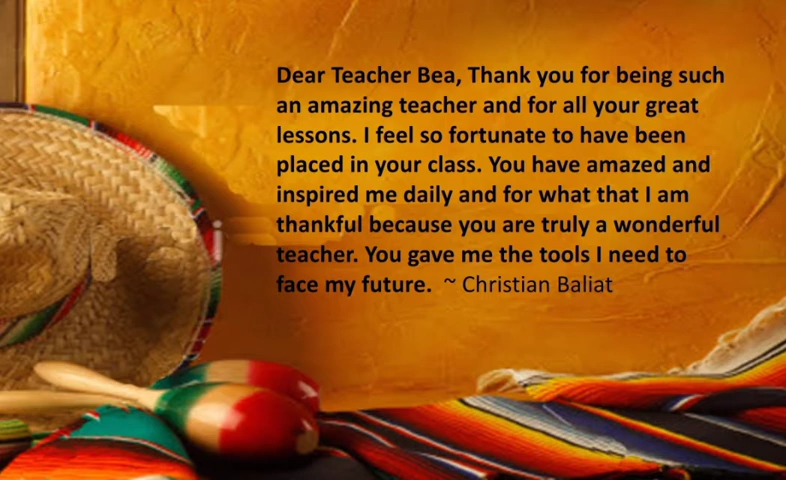 Dear Teacher Bea, Thank you for being such
an amazing teacher and for all your great
lessons. I feel so fortunate to have been
placed in your class. You have amazed and
inspired me daily and for what that I am
thankful because you are truly a wonderful
teacher. You gave me the tools I need to
face my future.  ~ Christian Baliat